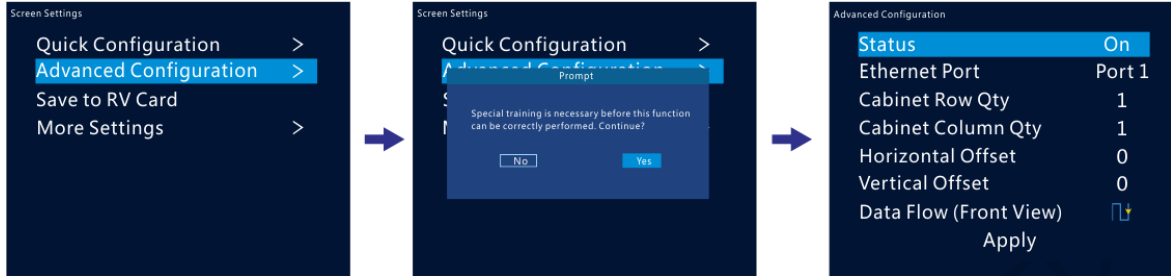 Screen Settings
Quick Configuration >
Advanced Configuration >
Save to RV Card
More Settings >
Screen Settings
Quick Configuration >
Advanced Configuration >
Prompt
Special training is necessary before this function
can be correctly performed. Continue?
No Yes
Advanced Configuration
Status On
Ethernet Port Port 1
Cabinet Row Qty 1
Cabinet Column Qty 1
Horizontal Offset 0
Vertical Offset 0
Data Flow (Front View)
Apply